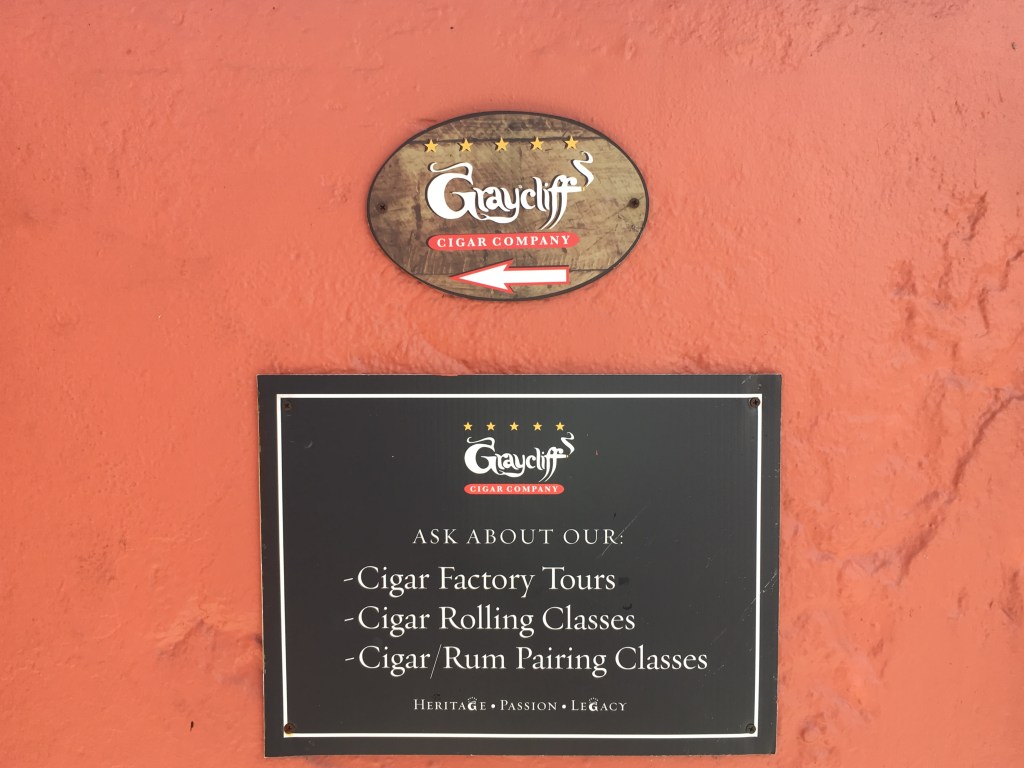 Graycliff
CIGAR COMPANY
Graycliff
CIGAR COMPANY
ASK ABOUT OUR:
-Cigar Factory Tours
-Cigar Rolling Classes
-Cigar/Rum Pairing Classes
HERITAGE • PASSION • LEGACY